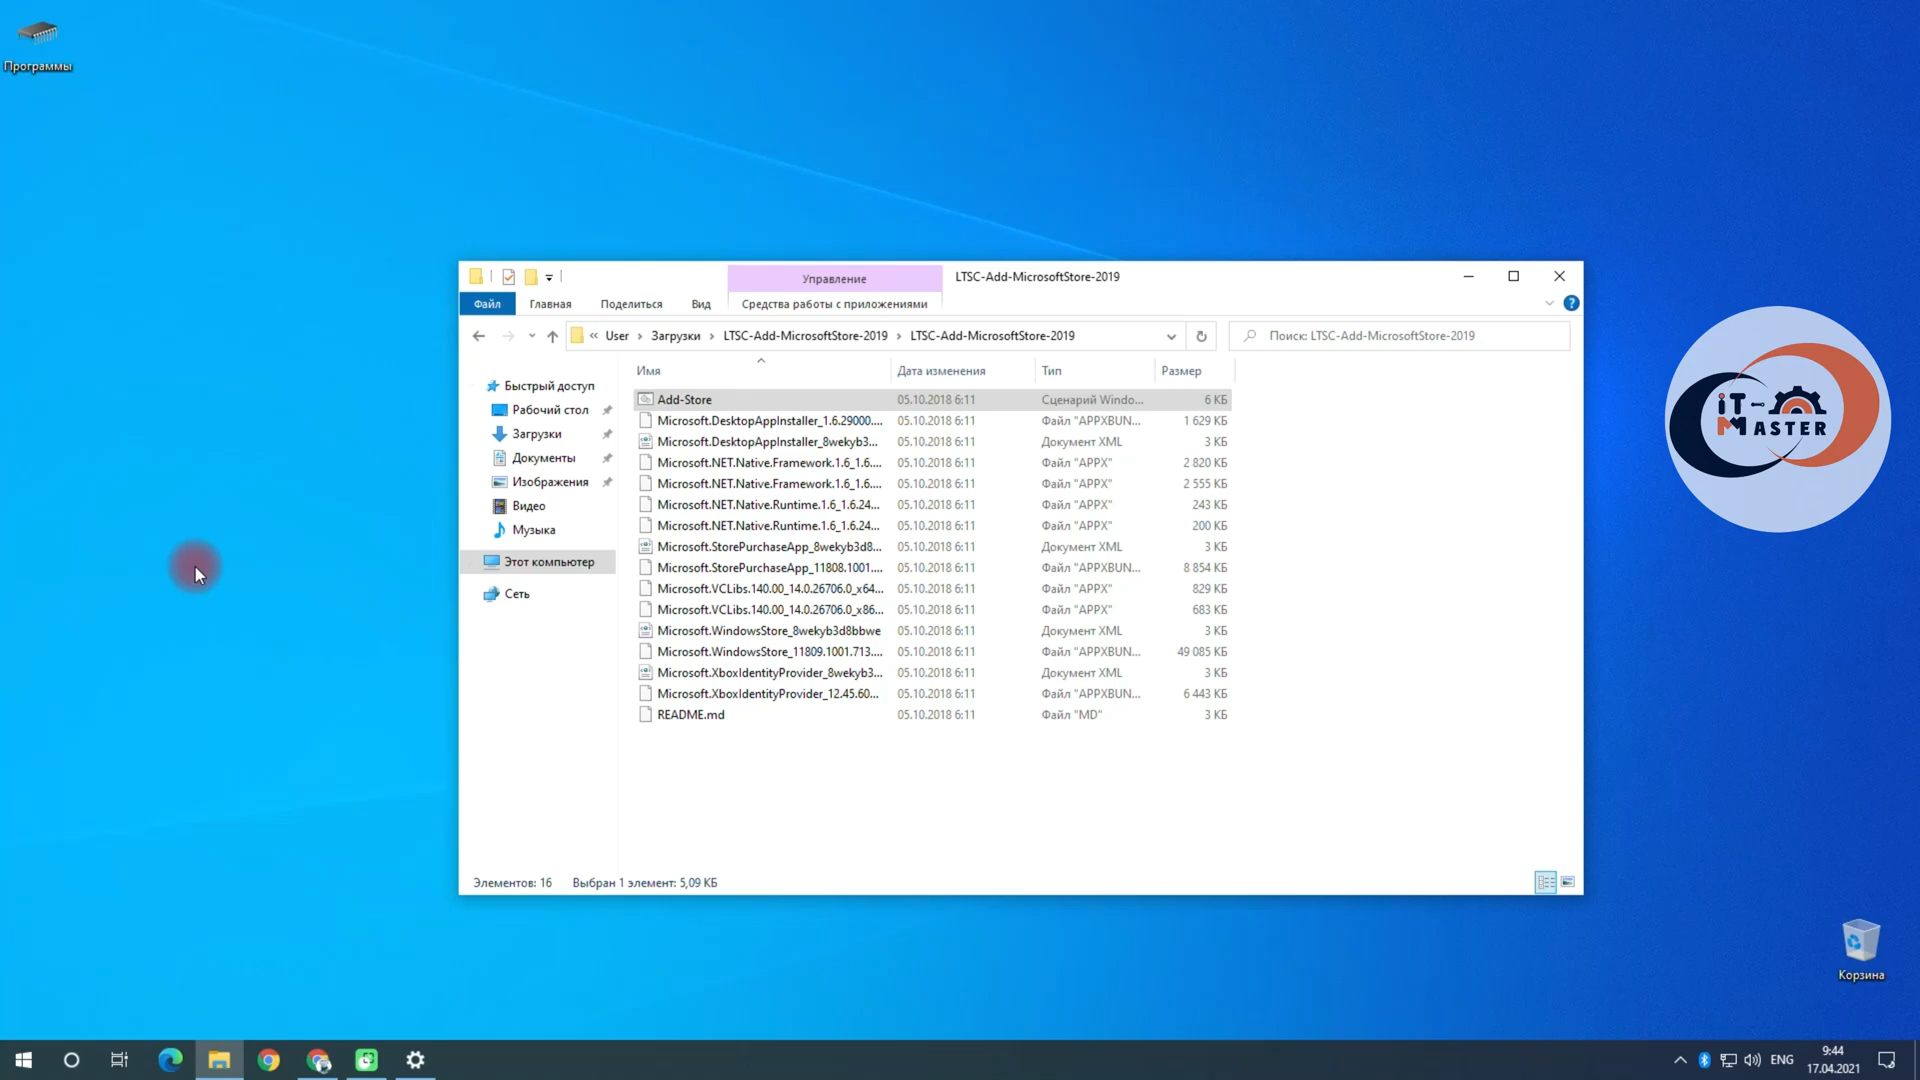 Программы
Управление
LTSC-Add-MicrosoftStore-2019
Файл
Главная
Поделиться
Вид
Средства работы с приложениями
« User › Загрузки › LTSC-Add-MicrosoftStore-2019 › LTSC-Add-MicrosoftStore-2019
Поиск: LTSC-Add-MicrosoftStore-2019
Имя Дата изменения Тип Размер
Быстрый доступ
Рабочий стол
Загрузки
Документы
Изображения
Видео
Музыка
Этот компьютер
Сеть
Add-Store 05.10.2018 6:11 Сценарий Windo... 6 КБ
Microsoft.DesktopAppInstaller_1.6.29000.... 05.10.2018 6:11 Файл "APPXBUN... 1 629 КБ
Microsoft.DesktopAppInstaller_8wekyb3... 05.10.2018 6:11 Документ XML 3 КБ
Microsoft.NET.Native.Framework.1.6_1.6.... 05.10.2018 6:11 Файл "APPX" 2 820 КБ
Microsoft.NET.Native.Framework.1.6_1.6.... 05.10.2018 6:11 Файл "APPX" 2 555 КБ
Microsoft.NET.Native.Runtime.1.6_1.6.24... 05.10.2018 6:11 Файл "APPX" 243 КБ
Microsoft.NET.Native.Runtime.1.6_1.6.24... 05.10.2018 6:11 Файл "APPX" 200 КБ
Microsoft.StorePurchaseApp_8wekyb3d8... 05.10.2018 6:11 Документ XML 3 КБ
Microsoft.StorePurchaseApp_11808.1001.... 05.10.2018 6:11 Файл "APPXBUN... 8 854 КБ
Microsoft.VCLibs.140.00_14.0.26706.0_x64... 05.10.2018 6:11 Файл "APPX" 829 КБ
Microsoft.VCLibs.140.00_14.0.26706.0_x86... 05.10.2018 6:11 Файл "APPX" 683 КБ
Microsoft.WindowsStore_8wekyb3d8bbwe 05.10.2018 6:11 Документ XML 3 КБ
Microsoft.WindowsStore_11809.1001.713.... 05.10.2018 6:11 Файл "APPXBUN... 49 085 КБ
Microsoft.XboxIdentityProvider_8wekyb3... 05.10.2018 6:11 Документ XML 3 КБ
Microsoft.XboxIdentityProvider_12.45.60... 05.10.2018 6:11 Файл "APPXBUN... 6 443 КБ
README.md 05.10.2018 6:11 Файл "MD" 3 КБ
Элементов: 16 Выбран 1 элемент: 5,09 КБ
iT-
MASTER
Корзина
ENG
9:44
17.04.2021